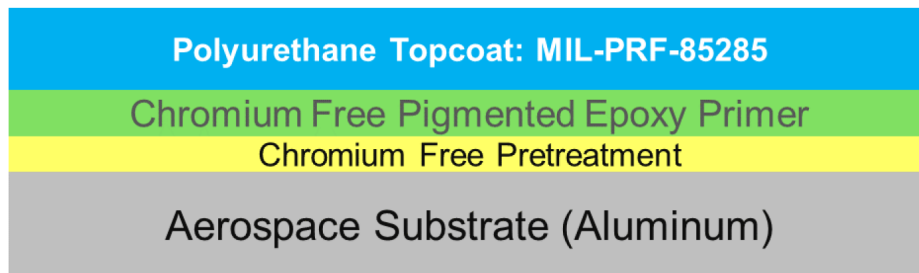 Polyurethane Topcoat: MIL-PRF-85285
Chromium Free Pigmented Epoxy Primer
Chromium Free Pretreatment
Aerospace Substrate (Aluminum)